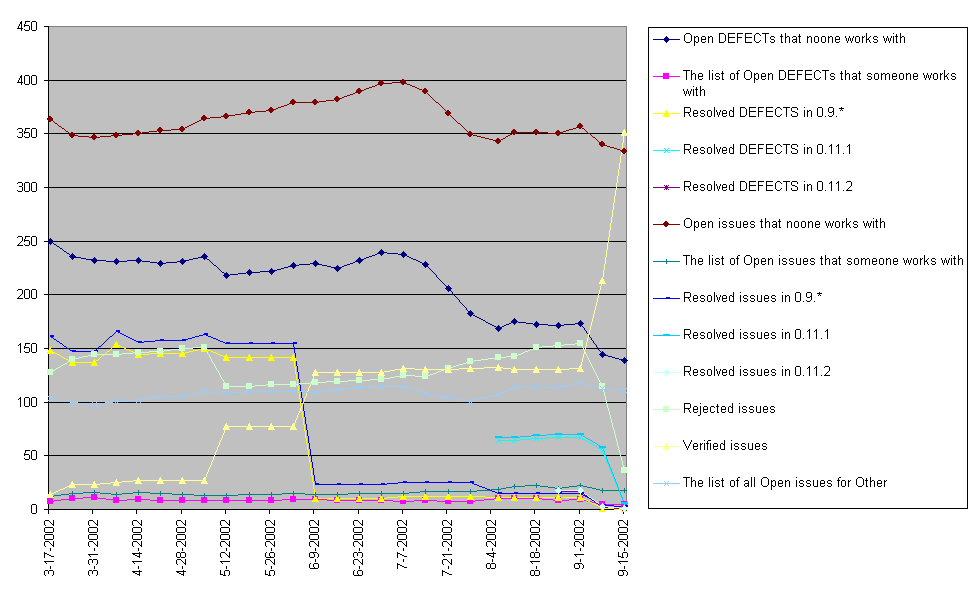 450
400
350
300
250
200
150
100
50
0
3-17-2002
3-31-2002
4-14-2002
4-28-2002
5-12-2002
5-26-2002
6-9-2002
6-23-2002
7-7-2002
7-21-2002
8-4-2002
8-18-2002
9-1-2002
9-15-2002
Open DEFECTs that noone works with
The list of Open DEFECTs that someone works
with
Resolved DEFECTS in 0.9.*
Resolved DEFECTS in 0.11.1
Resolved DEFECTS in 0.11.2
Open issues that noone works with
The list of Open issues that someone works with
Resolved issues in 0.9.*
Resolved issues in 0.11.1
Resolved issues in 0.11.2
Rejected issues
Verified issues
The list of all Open issues for Other